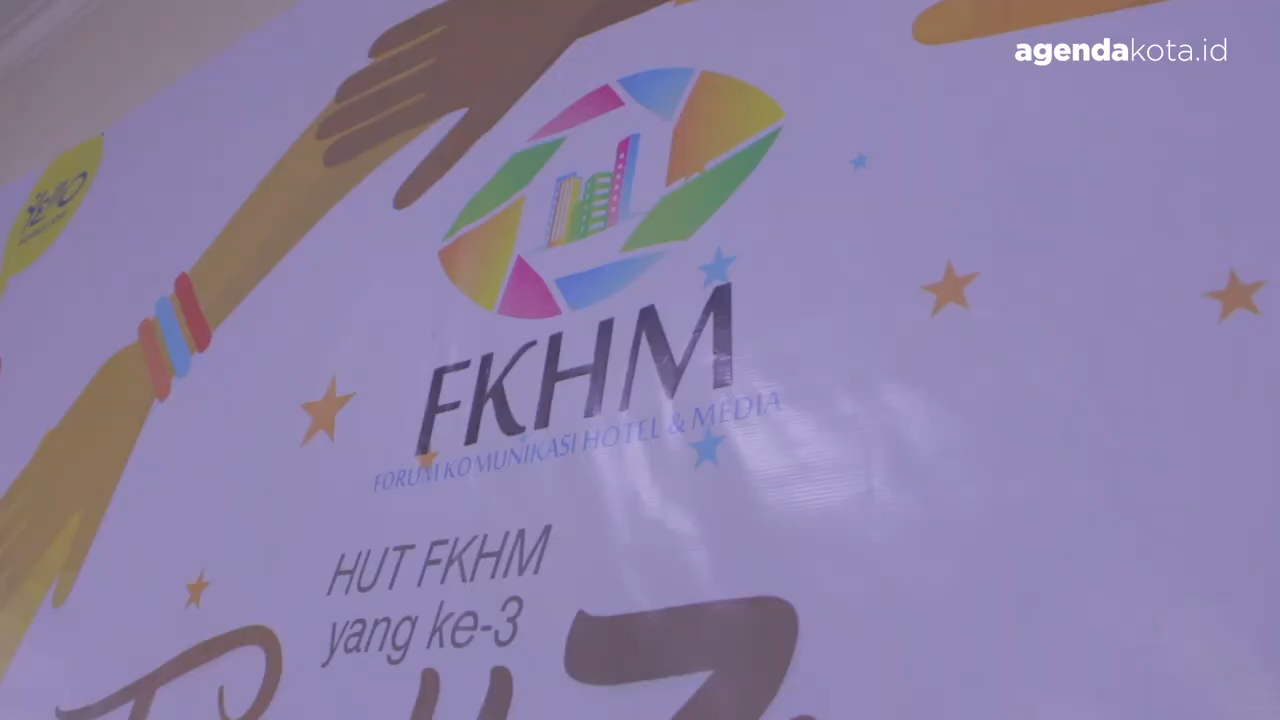 agendakota.id
FKHM
FORUM KOMUNIKASI HOTEL & MEDIA
HUT FKHM
yang ke-3